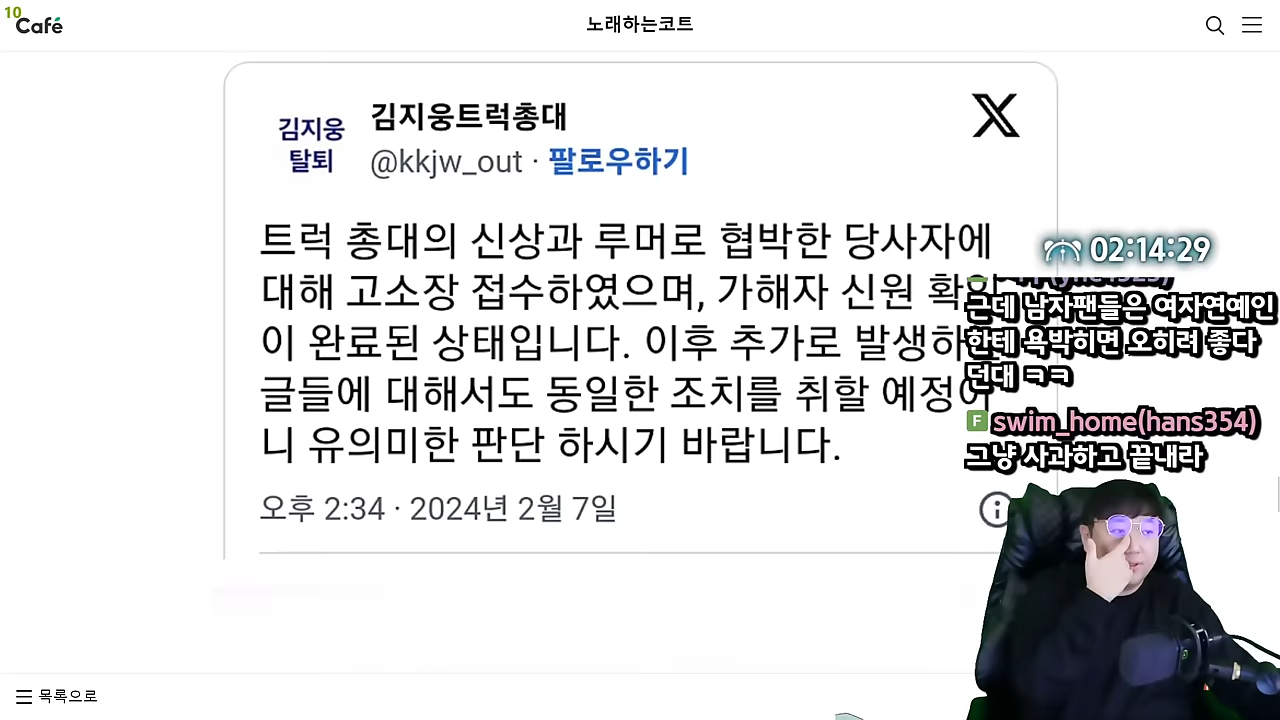 10
Café
노래하는코트
김지웅
탈퇴
김지웅트럭총대
@kkjw_out · 팔로우하기
트럭 총대의 신상과 루머로 협박한 당사자에
대해 고소장 접수하였으며, 가해자 신원 확인
이 완료된 상태입니다. 이후 추가로 발생하
글들에 대해서도 동일한 조치를 취할 예정이
니 유의미한 판단 하시기 바랍니다.
오후 2:34 · 2024년 2월 7일
02:14:29
근데 남자팬들은 여자연예인
한테 욕박히면 오히려 좋다
던대 ㅋㅋ
F swim_home(hans354)
그냥 사과하고 끝내라
목록으로